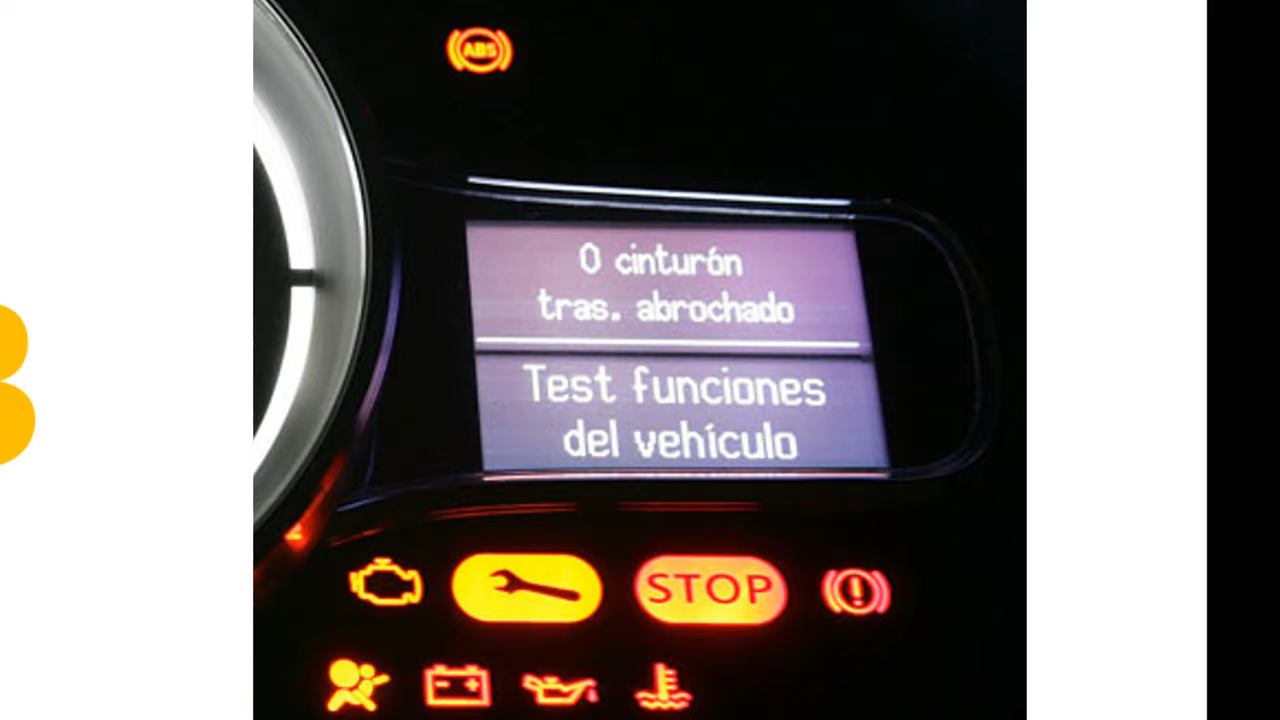 ABS
0 cinturón
tras. abrochado
Test funciones
del vehículo
STOP